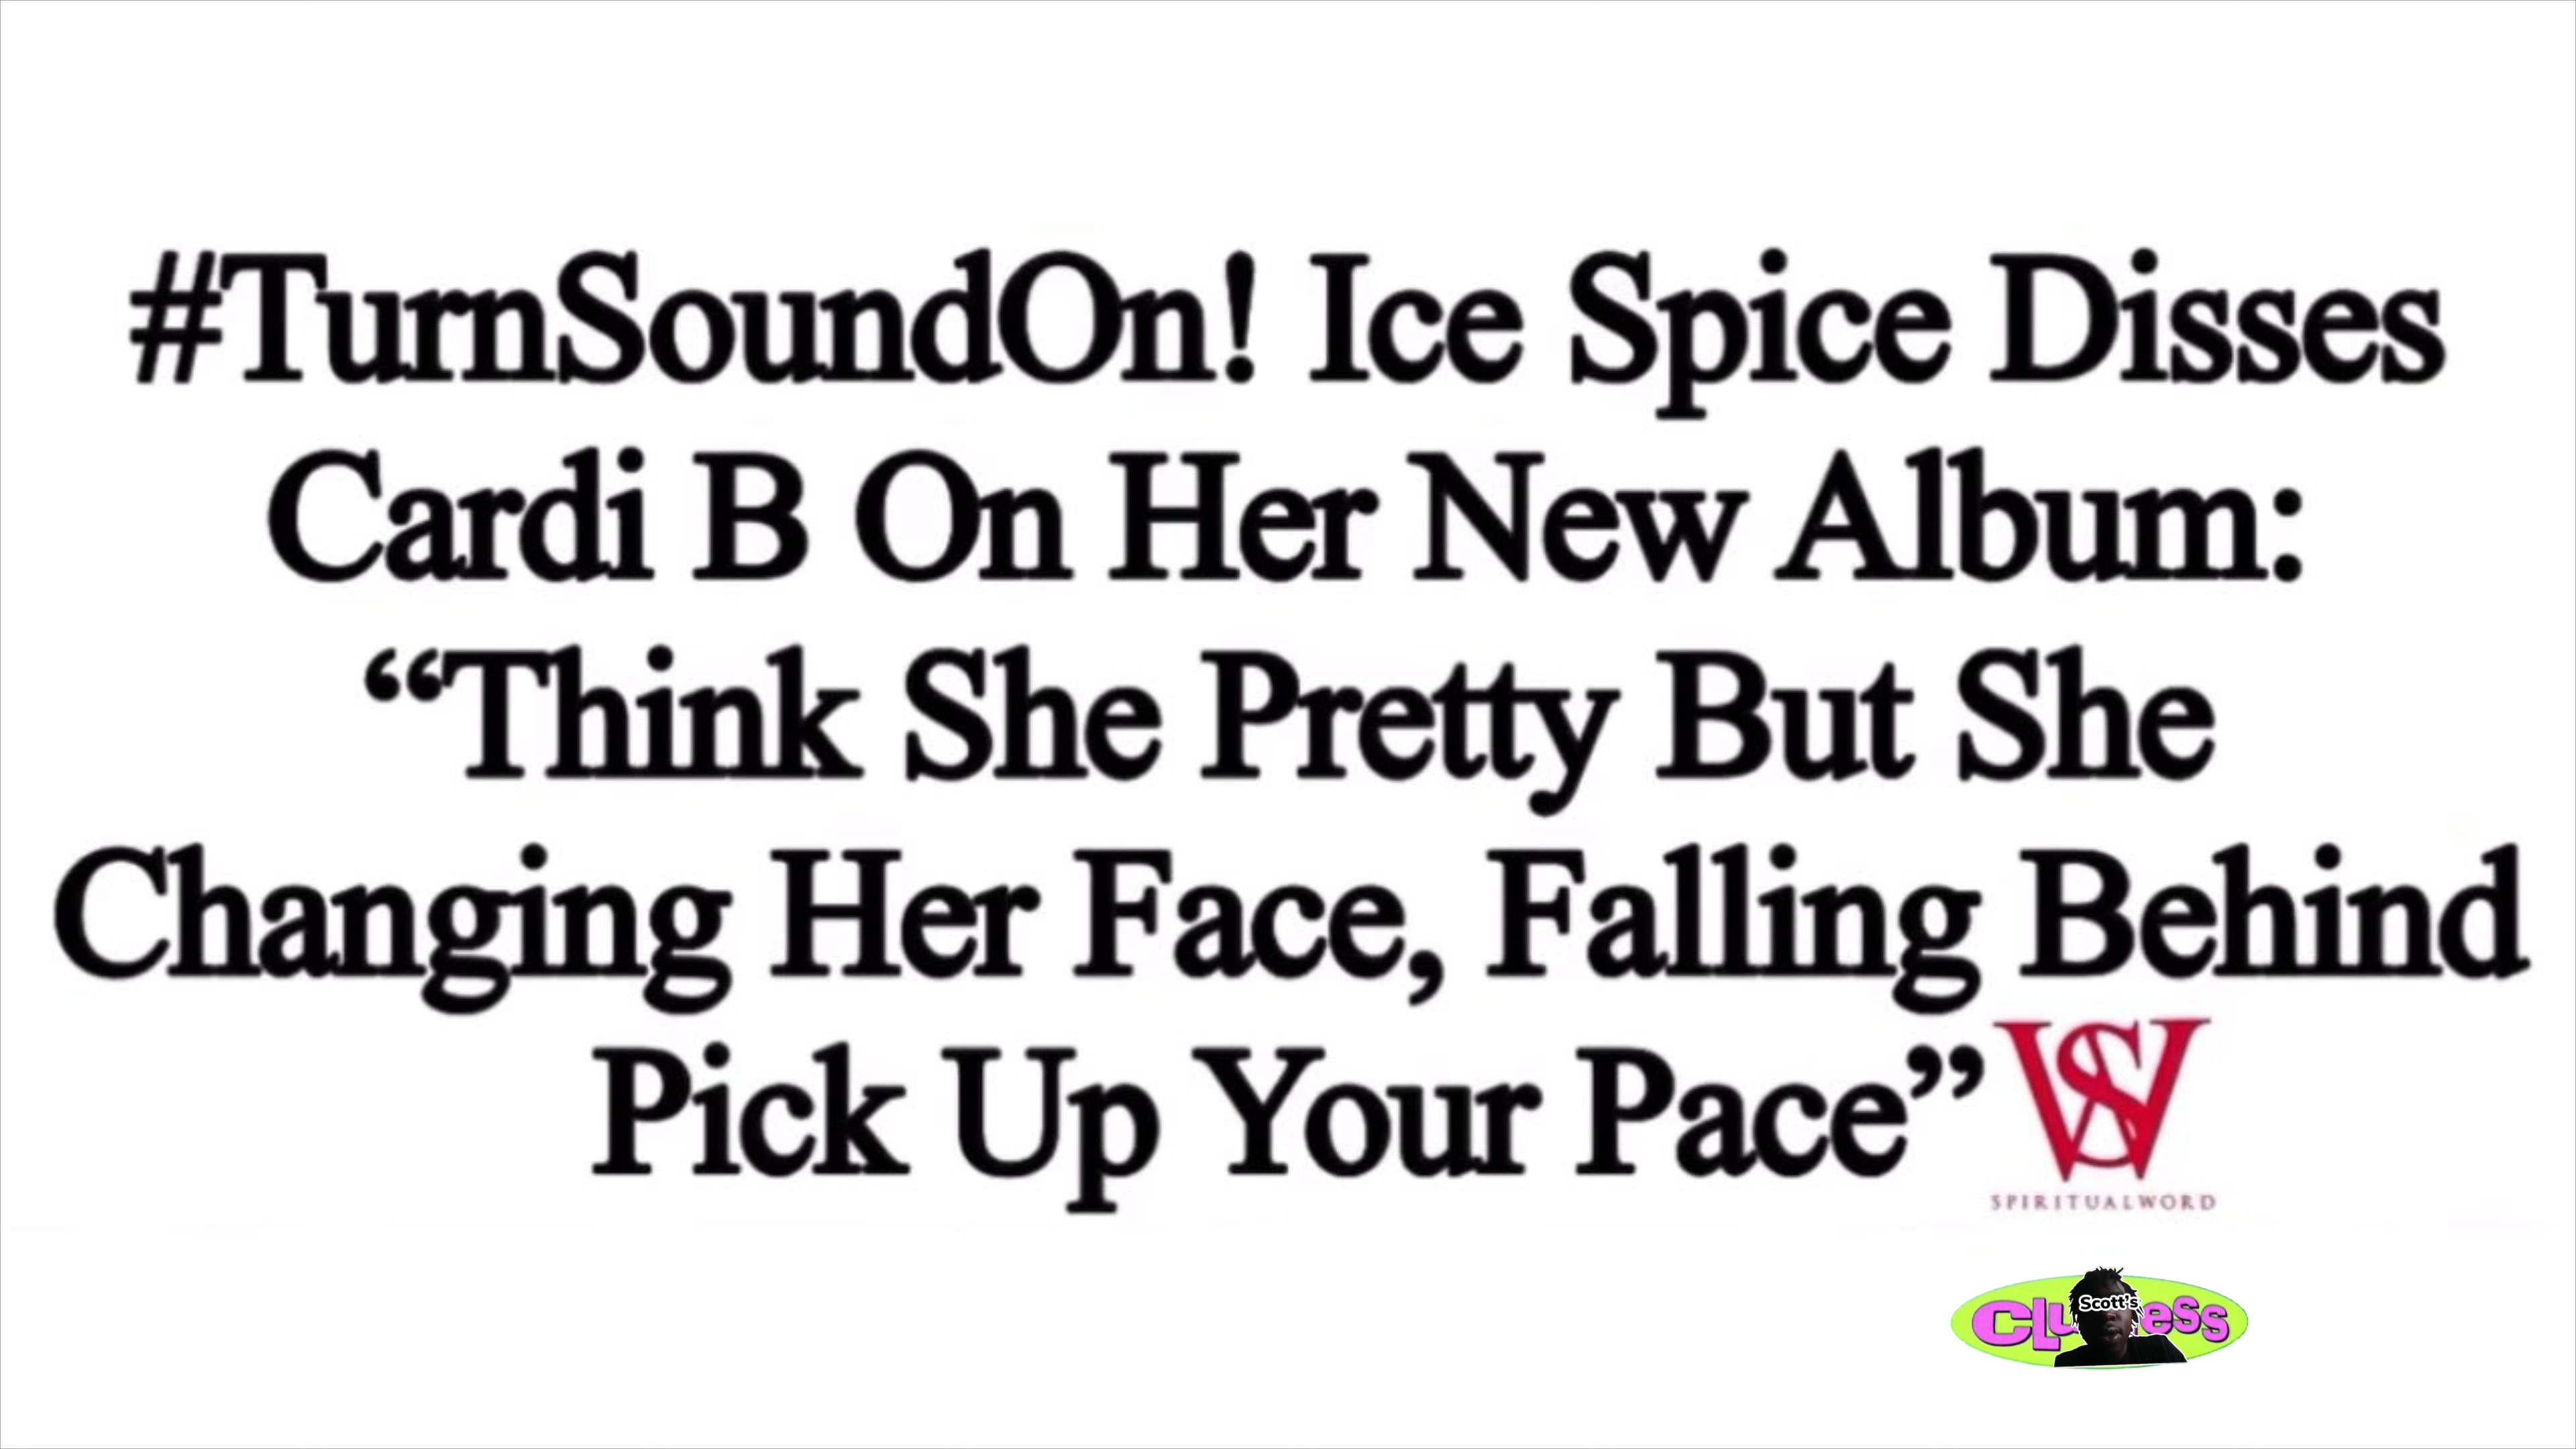 #TurnSoundOn! Ice Spice Disses
Cardi B On Her New Album:
“Think She Pretty But She
Changing Her Face, Falling Behind
Pick Up Your Pace”
SW
SPIRITUALWORD
Scott's